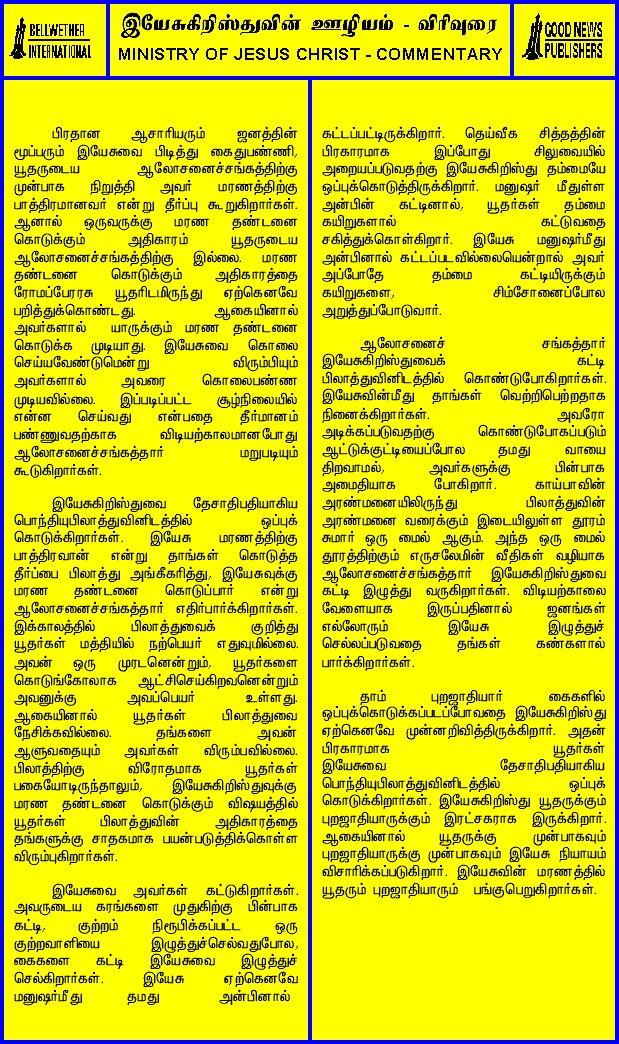 BELLWETHER
INTERNATIONAL
இயேசுகிறிஸ்துவின் ஊழியம் - விரிவுரை
MINISTRY OF JESUS CHRIST - COMMENTARY
GOOD NEWS
PUBLISHERS
பிரதான ஆசாரியரும் ஜனத்தின்
மூப்பரும் இயேசுவை பிடித்து கைதுபண்ணி,
யூதருடைய ஆலோசனைச்சங்கத்திற்கு
முன்பாக நிறுத்தி அவர் மரணத்திற்கு
பாத்திரமானவர் என்று தீர்ப்பு கூறுகிறார்கள்.
ஆனால் ஒருவருக்கு மரண தண்டனை
கொடுக்கும் அதிகாரம் யூதருடைய
ஆலோசனைச்சங்கத்திற்கு இல்லை. மரண
தண்டனை கொடுக்கும் அதிகாரத்தை
ரோமப்பேரரசு யூதரிடமிருந்து ஏற்கெனவே
பறித்துக்கொண்டது. ஆகையினால்
அவர்களால் யாருக்கும் மரண தண்டனை
கொடுக்க முடியாது. இயேசுவை கொலை
செய்யவேண்டுமென்று விரும்பியும்
அவர்களால் அவரை கொலைபண்ண
முடியவில்லை. இப்படிப்பட்ட சூழ்நிலையில்
என்ன செய்வது என்பதை தீர்மானம்
பண்ணுவதற்காக விடியற்காலமானபோது
ஆலோசனைச்சங்கத்தார் மறுபடியும்
கூடுகிறார்கள்.
இயேசுகிறிஸ்துவை தேசாதிபதியாகிய
பொந்தியுபிலாத்துவினிடத்தில் ஒப்புக்
கொடுக்கிறார்கள். இயேசு மரணத்திற்கு
பாத்திரவான் என்று தாங்கள் கொடுத்த
தீர்ப்பை பிலாத்து அங்கீகரித்து, இயேசுவுக்கு
மரண தண்டனை கொடுப்பார் என்று
ஆலோசனைச்சங்கத்தார் எதிர்பார்க்கிறார்கள்.
இக்காலத்தில் பிலாத்துவைக் குறித்து
யூதர்கள் மத்தியில் நற்பெயர் எதுவுமில்லை.
அவன் ஒரு முரடனென்றும், யூதர்களை
கொடுங்கோலாக ஆட்சிசெய்கிறவனென்றும்
அவனுக்கு அவப்பெயர் உள்ளது.
ஆகையினால் யூதர்கள் பிலாத்துவை
நேசிக்கவில்லை. தங்களை அவன்
ஆளுவதையும் அவர்கள் விரும்பவில்லை.
பிலாத்திற்கு விரோதமாக யூதர்கள்
பகையோடிருந்தாலும், இயேசுகிறிஸ்துவுக்கு
மரண தண்டனை கொடுக்கும் விஷயத்தில்
யூதர்கள் பிலாத்துவின் அதிகாரத்தை
தங்களுக்கு சாதகமாக பயன்படுத்திக்கொள்ள
விரும்புகிறார்கள்.
இயேசுவை அவர்கள் கட்டுகிறார்கள்.
அவருடைய கரங்களை முதுகிற்கு பின்பாக
கட்டி, குற்றம் நிரூபிக்கப்பட்ட ஒரு
குற்றவாளியை இழுத்துச்செல்வதுபோல,
கைகளை கட்டி இயேசுவை இழுத்துச்
செல்கிறார்கள். இயேசு ஏற்கெனவே
மனுஷர்மீது தமது அன்பினால்
கட்டப்பட்டிருக்கிறார். தெய்வீக சித்தத்தின்
பிரகாரமாக இப்போது சிலுவையில்
அறையப்படுவதற்கு இயேசுகிறிஸ்து தம்மையே
ஒப்புக்கொடுத்திருக்கிறார். மனுஷர் மீதுள்ள
அன்பின் கட்டினால், யூதர்கள் தம்மை
கயிறுகளால் கட்டுவதை
சகித்துக்கொள்கிறார். இயேசு மனுஷர்மீது
அன்பினால் கட்டப்படவில்லையென்றால் அவர்
அப்போதே தம்மை கட்டியிருக்கும்
கயிறுகளை, சிம்சோனைப்போல
அறுத்துப்போடுவார்.
ஆலோசனைச் சங்கத்தார்
இயேசுகிறிஸ்துவைக் கட்டி
பிலாத்துவினிடத்தில் கொண்டுபோகிறார்கள்.
இயேசுவின்மீது தாங்கள் வெற்றிபெற்றதாக
நினைக்கிறார்கள். அவரோ
அடிக்கப்படுவதற்கு கொண்டுபோகப்படும்
ஆட்டுக்குட்டியைப்போல தமது வாயை
திறவாமல், அவர்களுக்கு பின்பாக
அமைதியாக போகிறார். காய்பாவின்
அரண்மனையிலிருந்து பிலாத்துவின்
அரண்மனை வரைக்கும் இடையிலுள்ள தூரம்
சுமார் ஒரு மைல் ஆகும். அந்த ஒரு மைல்
தூரத்திற்கும் எருசலேமின் வீதிகள் வழியாக
ஆலோசனைச்சங்கத்தார் இயேசுகிறிஸ்துவை
கட்டி இழுத்து வருகிறார்கள். விடியற்காலை
வேளையாக இருப்பதினால் ஜனங்கள்
எல்லோரும் இயேசு இழுத்துச்
செல்லப்படுவதை தங்கள் கண்களால்
பார்க்கிறார்கள்.
தாம் புறஜாதியார் கைகளில்
ஒப்புக்கொடுக்கப்படப்போவதை இயேசுகிறிஸ்து
ஏற்கெனவே முன்னறிவித்திருக்கிறார். அதன்
பிரகாரமாக யூதர்கள்
இயேசுவை தேசாதிபதியாகிய
பொந்தியுபிலாத்துவினிடத்தில் ஒப்புக்
கொடுக்கிறார்கள். இயேசுகிறிஸ்து யூதருக்கும்
புறஜாதியாருக்கும் இரட்சகராக இருக்கிறார்.
ஆகையினால் யூதருக்கு முன்பாகவும்
புறஜாதியாருக்கு முன்பாகவும் இயேசு நியாயம்
விசாரிக்கப்படுகிறார். இயேசுவின் மரணத்தில்
யூதரும் புறஜாதியாரும் பங்குபெறுகிறார்கள்.